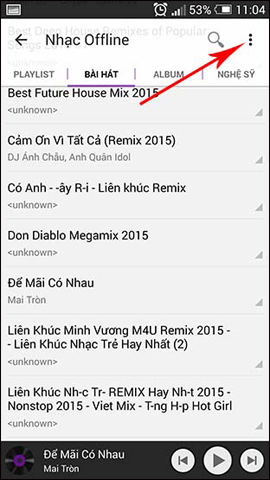 53% 11:04
Best Deep House Remixes of Popular
Songs 2015
Nhạc Offline
PLAYLIST BÀI HÁT ALBUM NGHỆ SỸ
Best Future House Mix 2015
<unknown>
Cảm Ơn Vì Tất Cả (Remix 2015)
DJ Ánh Châu, Anh Quân Idol
Có Anh - -ây R-i - Liên khúc Remix
<unknown>
Don Diablo Megamix 2015
<unknown>
Để Mãi Có Nhau
Mai Tròn
Liên Khúc Minh Vương M4U Remix 2015 -
- Liên Khúc Nhạc Trẻ Hay Nhất (2)
<unknown>
Liên Khúc Nh-c Tr- REMIX Hay Nh-t 2015 -
Nonstop 2015 - Viet Mix - T-ng H-p Hot Girl
<unknown>
Để Mãi Có Nhau
Mai Tròn